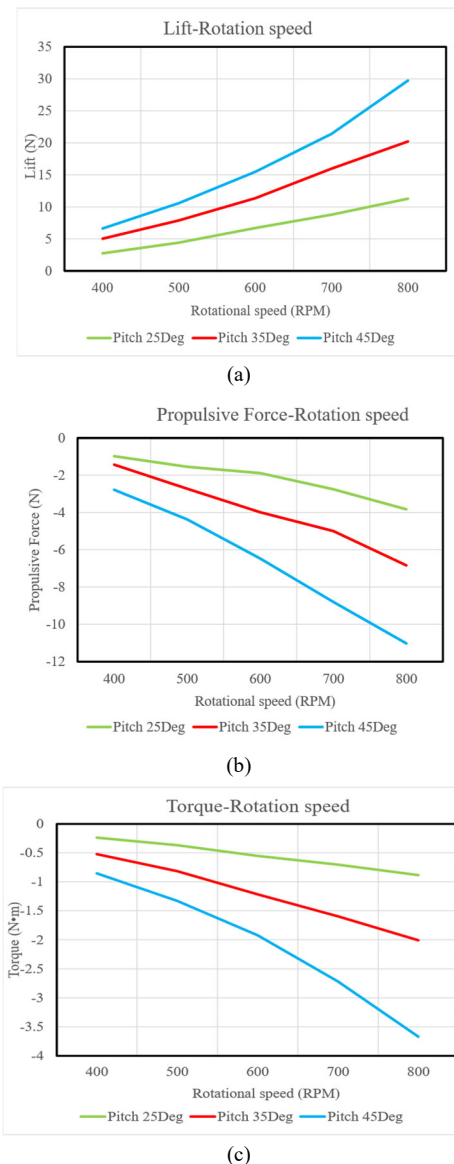 Lift-Rotation speed
35
30
25
20
15
10
5
0
Lift (N)
400 500 600 700 800
Rotational speed (RPM)
Pitch 25Deg Pitch 35Deg Pitch 45Deg
(a)
Propulsive Force-Rotation speed
0
-2
-4
-6
-8
-10
-12
Propulsive Force (N)
400 500 600 700 800
Rotational speed (RPM)
Pitch 25Deg Pitch 35Deg Pitch 45Deg
(b)
Torque-Rotation speed
0
-0.5
-1
-1.5
-2
-2.5
-3
-3.5
-4
Torque (N•m)
400 500 600 700 800
Rotational speed (RPM)
Pitch 25Deg Pitch 35Deg Pitch 45Deg
(c)